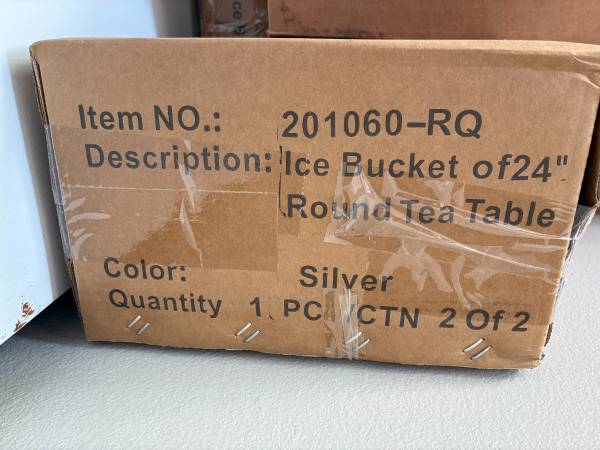 Item NO.: 201060-RQ
Description: Ice Bucket of24"
Round Tea Table
Color: Silver
Quantity 1 PC /CTN 2 Of 2